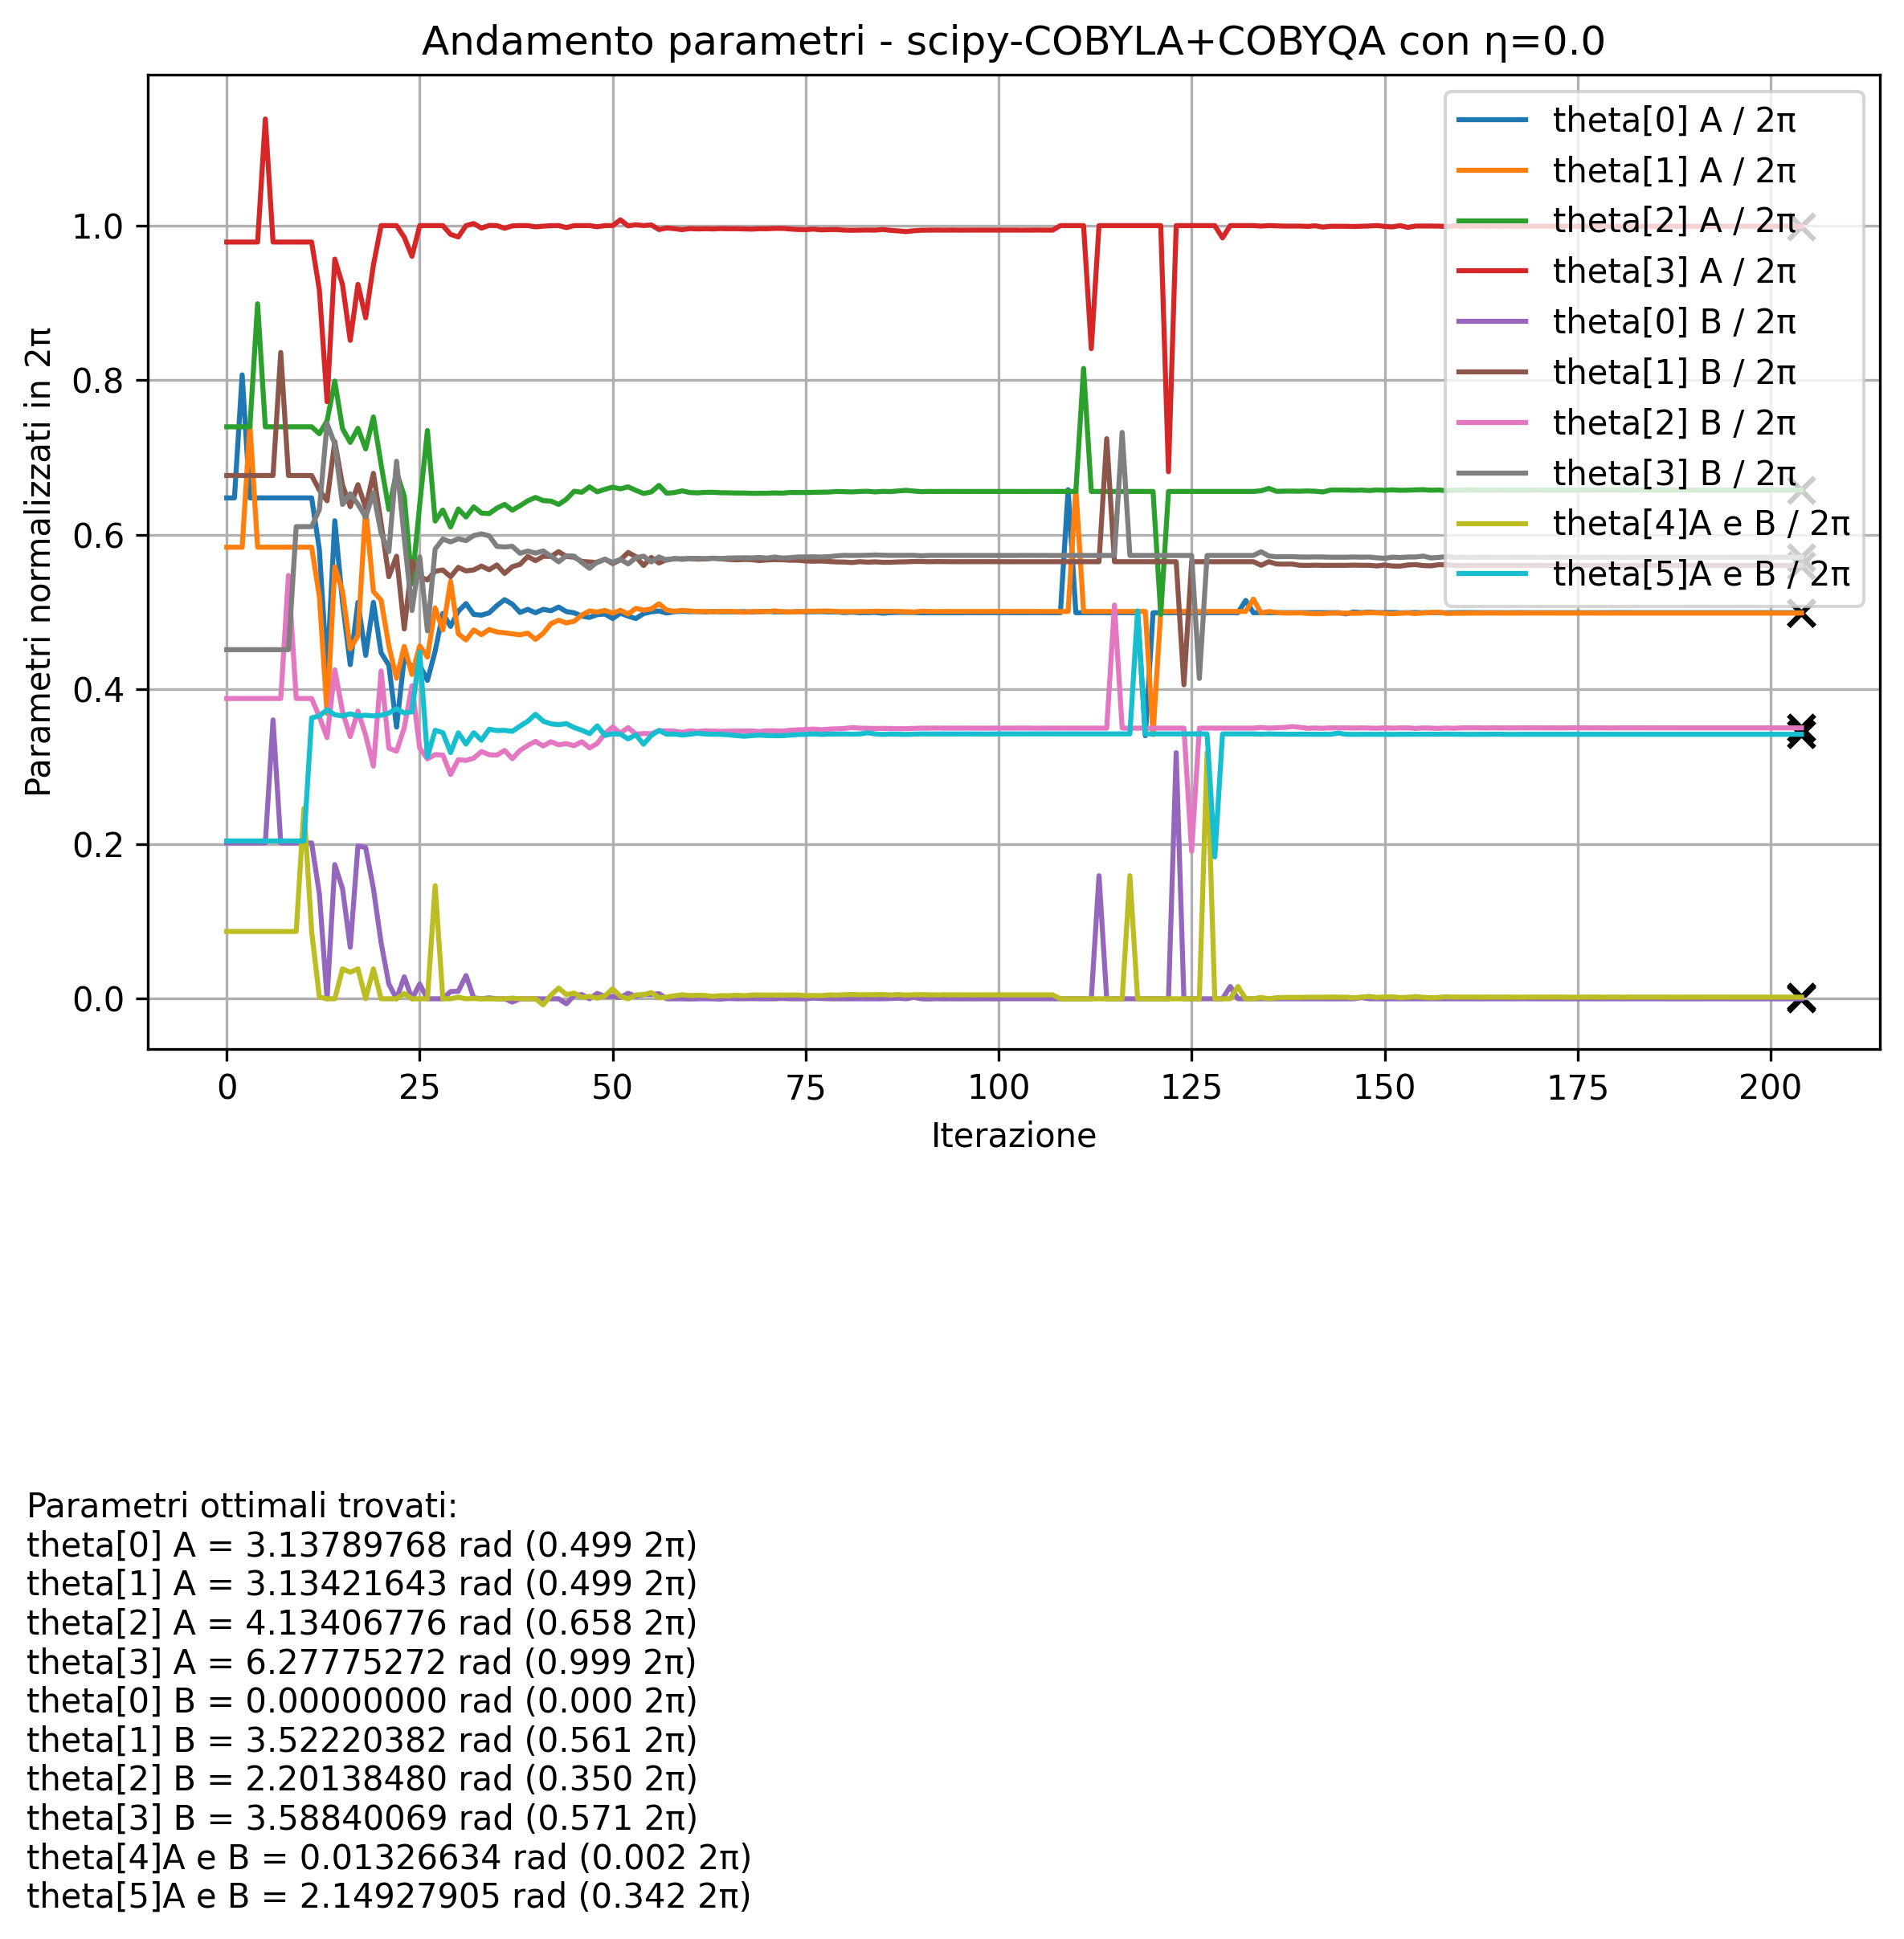 Andamento parametri - scipy-COBYLA+COBYQA con η=0.0
Parametri normalizzati in 2π
1.0
0.8
0.6
0.4
0.2
0.0
theta[0] A / 2π
theta[1] A / 2π
theta[2] A / 2π
theta[3] A / 2π
theta[0] B / 2π
theta[1] B / 2π
theta[2] B / 2π
theta[3] B / 2π
theta[4]A e B / 2π
theta[5]A e B / 2π
0 25 50 75 100 125 150 175 200
Iterazione
Parametri ottimali trovati:
theta[0] A = 3.13789768 rad (0.499 2π)
theta[1] A = 3.13421643 rad (0.499 2π)
theta[2] A = 4.13406776 rad (0.658 2π)
theta[3] A = 6.27775272 rad (0.999 2π)
theta[0] B = 0.00000000 rad (0.000 2π)
theta[1] B = 3.52220382 rad (0.561 2π)
theta[2] B = 2.20138480 rad (0.350 2π)
theta[3] B = 3.58840069 rad (0.571 2π)
theta[4]A e B = 0.01326634 rad (0.002 2π)
theta[5]A e B = 2.14927905 rad (0.342 2π)